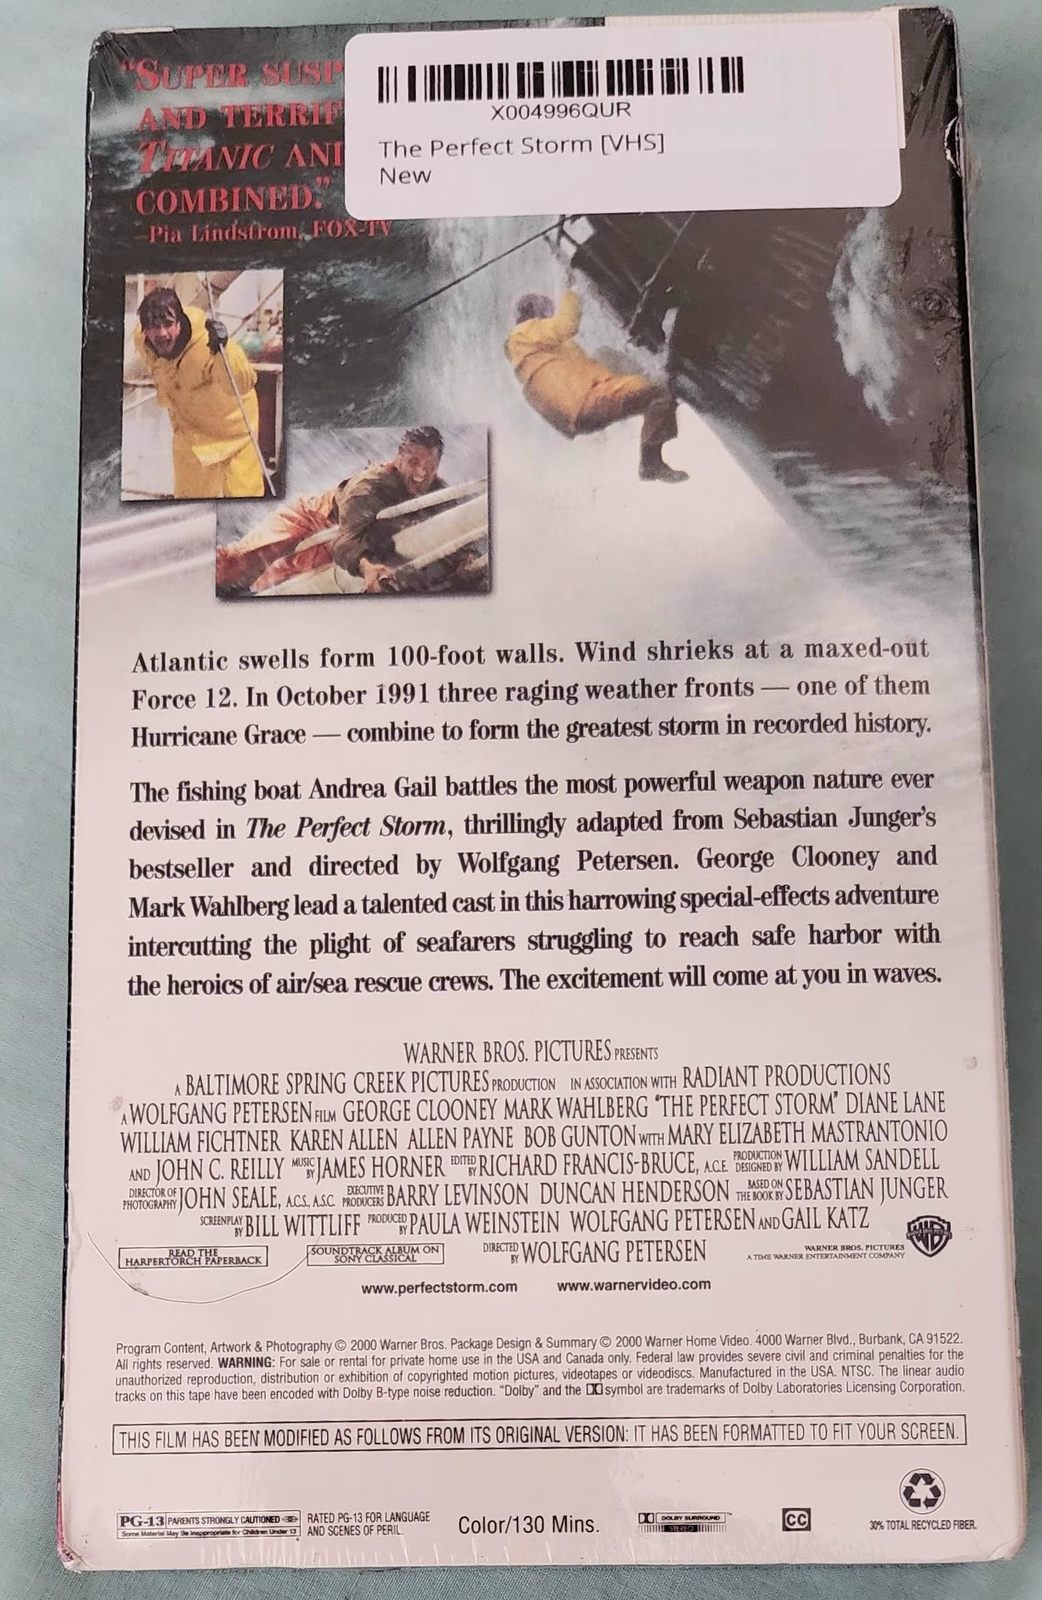 "SUPER SUSP
AND TERRIF
TITANIC AND
COMBINED."
–Pia Lindstrom, FOX-TV
X004996QUR
The Perfect Storm [VHS]
New
Atlantic swells form 100-foot walls. Wind shrieks at a maxed-out
Force 12. In October 1991 three raging weather fronts — one of them
Hurricane Grace — combine to form the greatest storm in recorded history.
The fishing boat Andrea Gail battles the most powerful weapon nature ever
devised in The Perfect Storm, thrillingly adapted from Sebastian Junger's
bestseller and directed by Wolfgang Petersen. George Clooney and
Mark Wahlberg lead a talented cast in this harrowing special-effects adventure
intercutting the plight of seafarers struggling to reach safe harbor with
the heroics of air/sea rescue crews. The excitement will come at you in waves.
WARNER BROS. PICTURES PRESENTS
A BALTIMORE SPRING CREEK PICTURES PRODUCTION IN ASSOCIATION WITH RADIANT PRODUCTIONS
A WOLFGANG PETERSEN FILM GEORGE CLOONEY MARK WAHLBERG "THE PERFECT STORM" DIANE LANE
WILLIAM FICHTNER KAREN ALLEN ALLEN PAYNE BOB GUNTON WITH MARY ELIZABETH MASTRANTONIO
AND JOHN C. REILLY MUSIC BY JAMES HORNER EDITED BY RICHARD FRANCIS-BRUCE, A.C.E. PRODUCTION DESIGNED BY WILLIAM SANDELL
DIRECTOR OF PHOTOGRAPHY JOHN SEALE, A.C.S. A.S.C. EXECUTIVE PRODUCERS BARRY LEVINSON DUNCAN HENDERSON BASED ON THE BOOK BY SEBASTIAN JUNGER
SCREENPLAY BY BILL WITTLIFF PRODUCED BY PAULA WEINSTEIN WOLFGANG PETERSEN AND GAIL KATZ
READ THE HARPERTORCH PAPERBACK
SOUNDTRACK ALBUM ON SONY CLASSICAL
DIRECTED BY WOLFGANG PETERSEN
WARNER BROS. PICTURES
A TIME WARNER ENTERTAINMENT COMPANY
www.perfectstorm.com www.warnervideo.com
Program Content, Artwork & Photography © 2000 Warner Bros. Package Design & Summary © 2000 Warner Home Video. 4000 Warner Blvd., Burbank, CA 91522.
All rights reserved. WARNING: For sale or rental for private home use in the USA and Canada only. Federal law provides severe civil and criminal penalties for the
unauthorized reproduction, distribution or exhibition of copyrighted motion pictures, videotapes or videodiscs. Manufactured in the USA. NTSC. The linear audio
tracks on this tape have been encoded with Dolby B-type noise reduction. "Dolby" and the symbol are trademarks of Dolby Laboratories Licensing Corporation.
THIS FILM HAS BEEN MODIFIED AS FOLLOWS FROM ITS ORIGINAL VERSION: IT HAS BEEN FORMATTED TO FIT YOUR SCREEN.
PG-13 PARENTS STRONGLY CAUTIONED
Some Material May Be Inappropriate for Children Under 13
RATED PG-13 FOR LANGUAGE
AND SCENES OF PERIL.
Color/130 Mins.
DOLBY SURROUND
STEREO
CC
30% TOTAL RECYCLED FIBER.